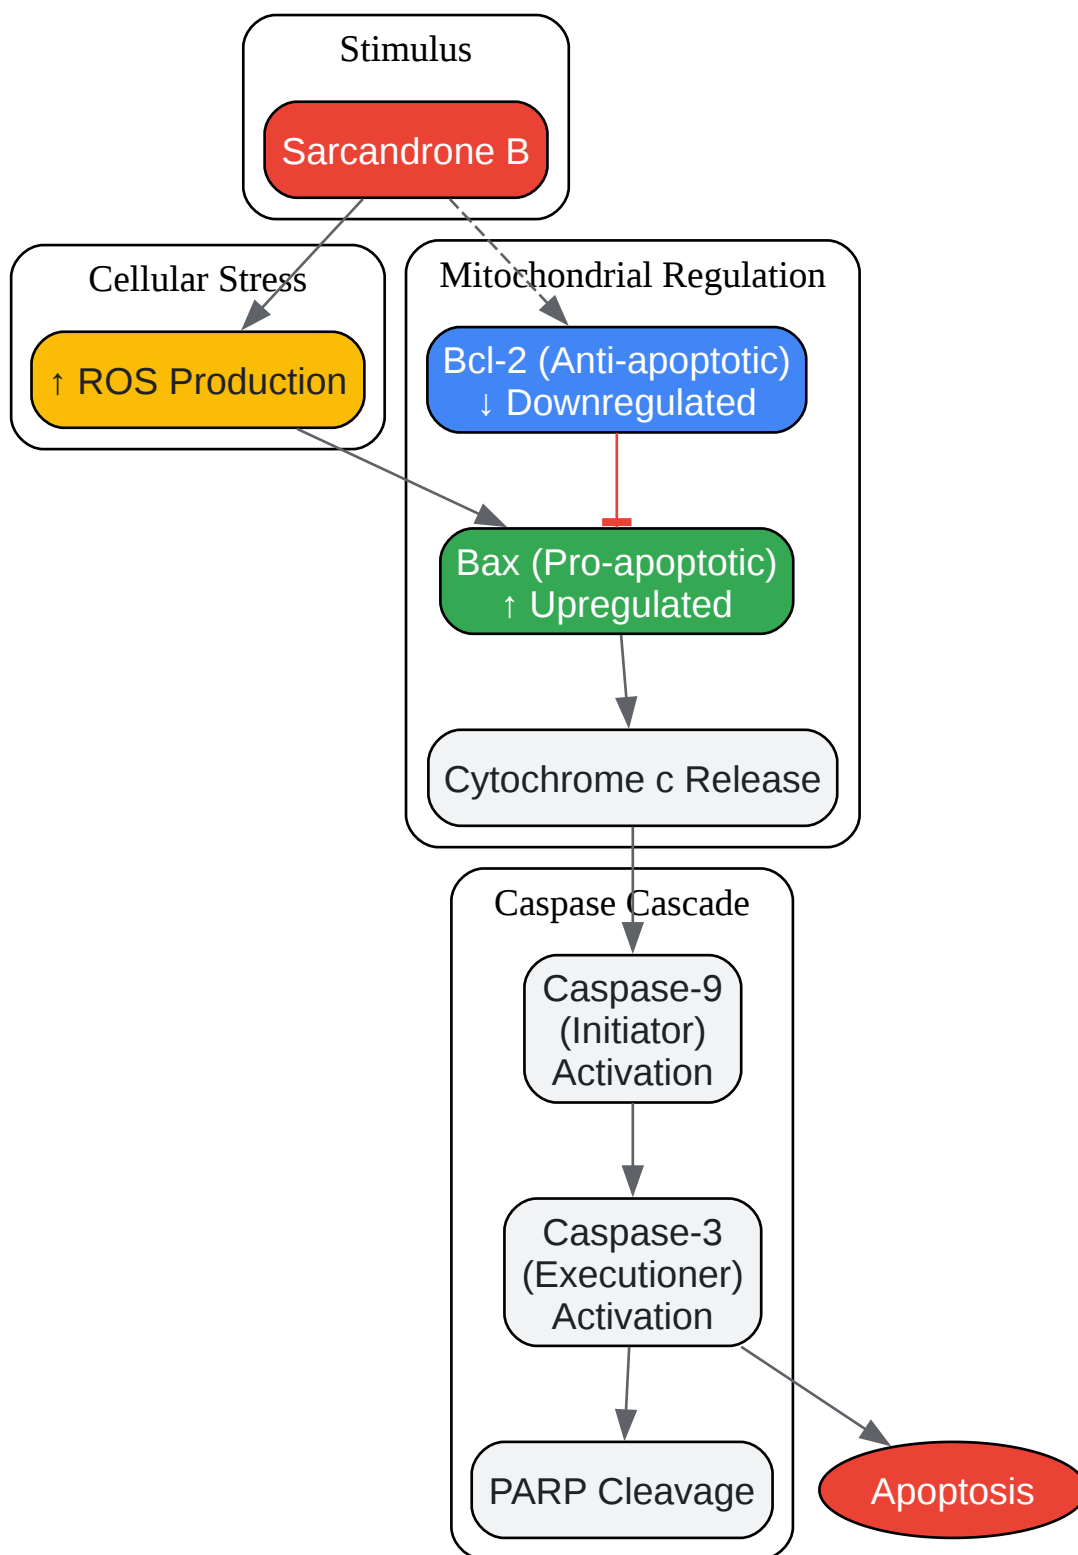 Stimulus
Sarcandrone B
Cellular Stress
↑ ROS Production
Mitochondrial Regulation
Bcl-2 (Anti-apoptotic)
↓ Downregulated
Bax (Pro-apoptotic)
↑ Upregulated
Cytochrome c Release
Caspase Cascade
Caspase-9
(Initiator)
Activation
Caspase-3
(Executioner)
Activation
PARP Cleavage
Apoptosis